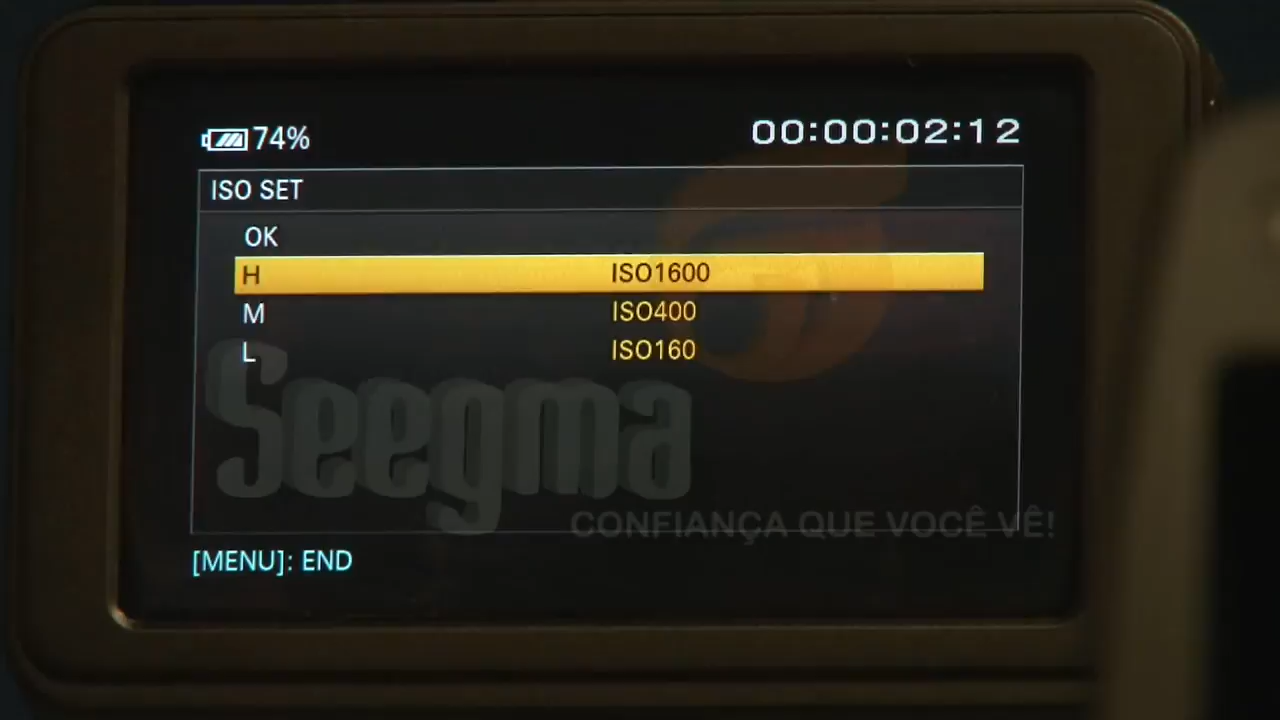 74%
00:00:02:12
ISO SET
OK
H ISO1600
M ISO400
L ISO160
Seegma
CONFIANÇA QUE VOCÊ VÊ!
[MENU]: END